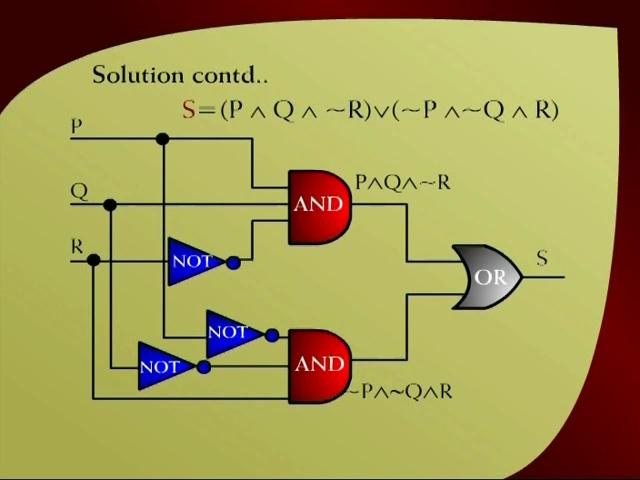 Solution contd..
S=(P ∧ Q ∧ ~R)∨(~P ∧~Q ∧ R)
P
P∧Q∧~R
Q
AND
R
NOT
S
OR
NOT
NOT
AND
~P∧~Q∧R